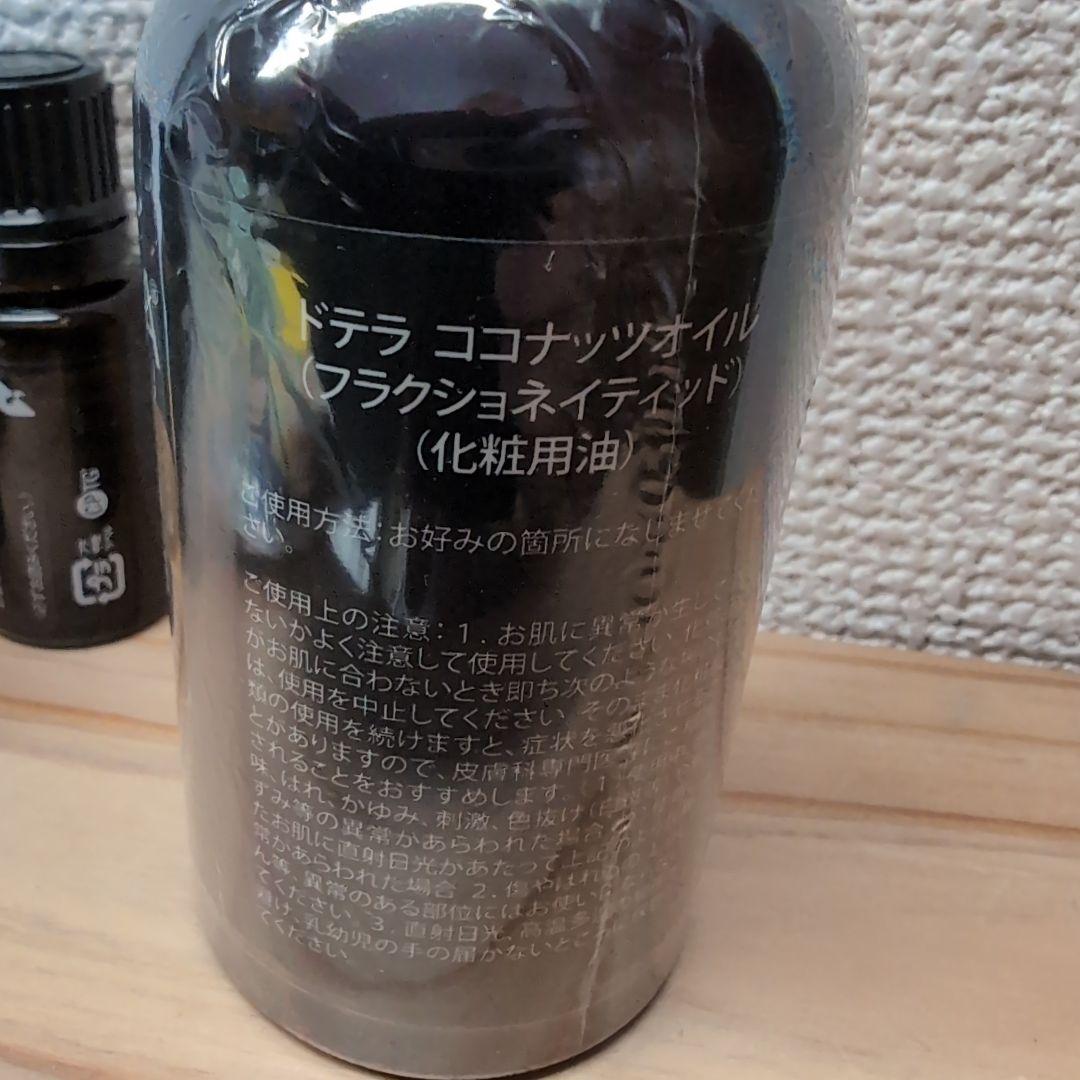 ドテラ ココナッツオイル
(フラクショネイティッド)
(化粧用油)
ご使用方法：お好みの箇所になじませてくだ
さい。
ご使用上の注意：1. お肌に異常が生じて
ないかよく注意して使用してください。
がお肌に合わないとき即ち次のような
は、使用を中止してください。そのまま化粧
類の使用を続けますと、症状を
とがありますので、皮膚科専門医
されることをおすすめします。
味、はれ、かゆみ、刺激、色抜け(
すみ等の異常があらわれた場合
たお肌に直射日光があたって上記の
常があらわれた場合 2. 傷やはれもの
ん等、異常のある部位にはお使い
てください。3. 直射日光、高温多
避け、乳幼児の手の届かないところに
てください。